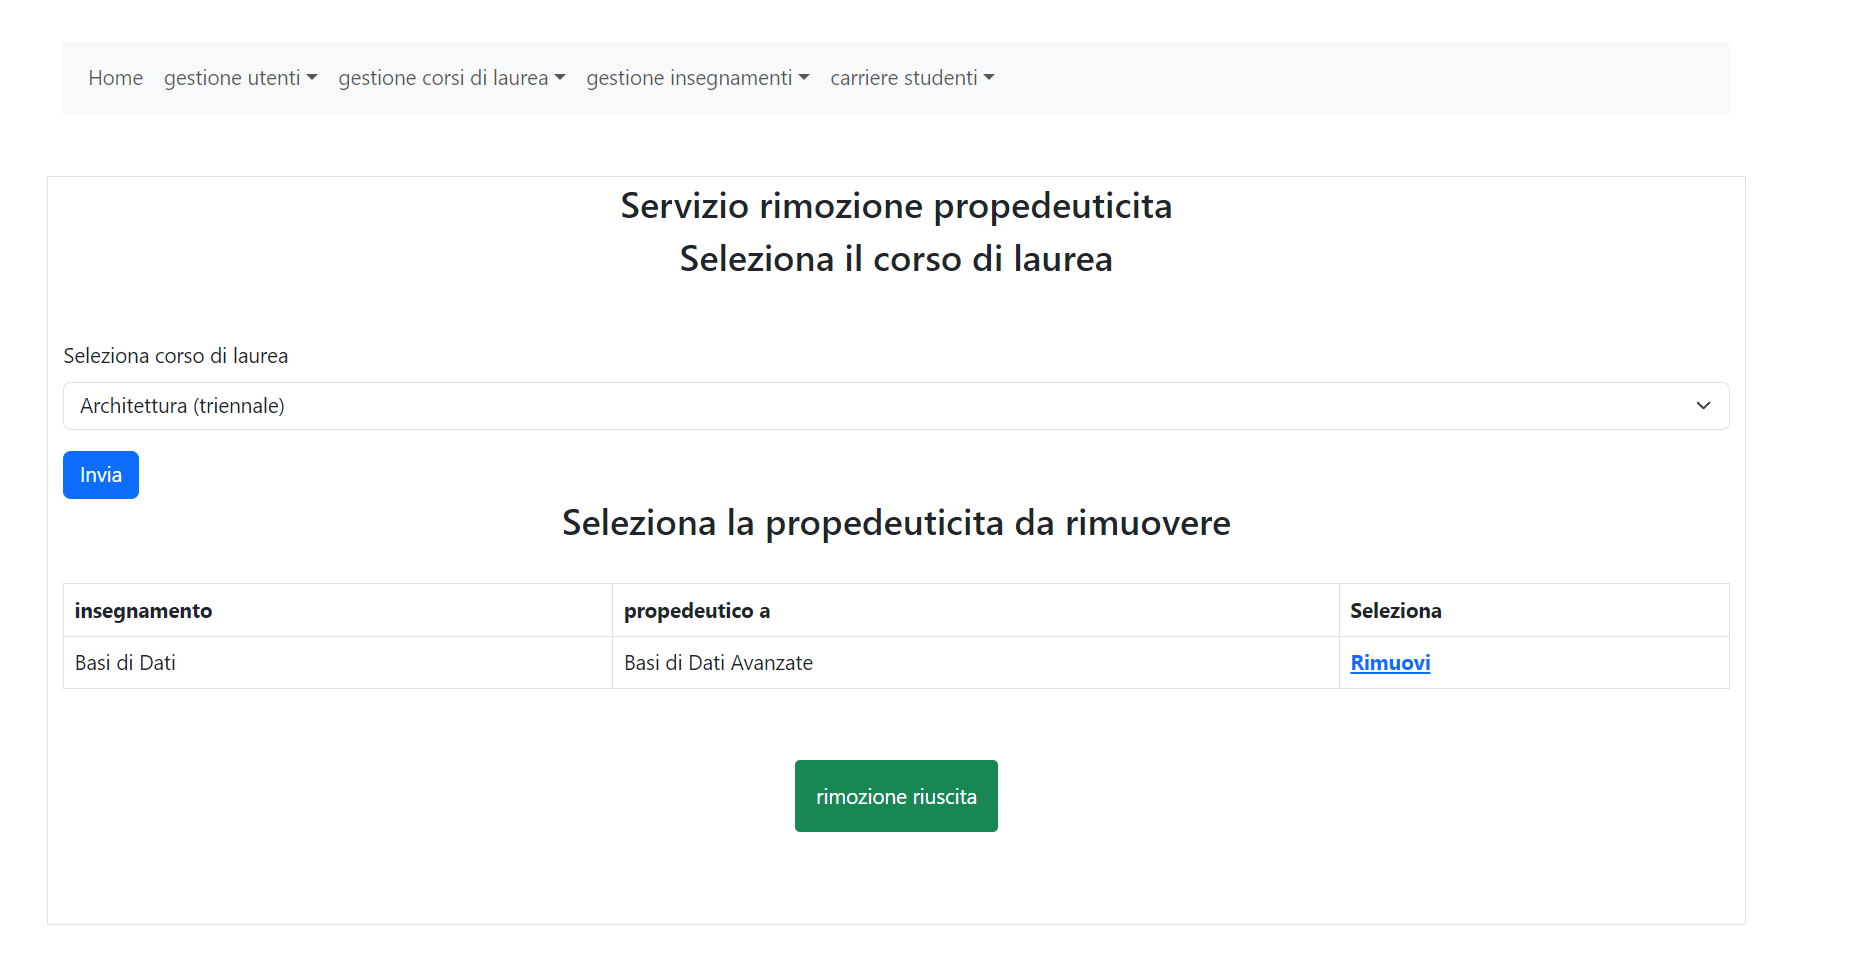 Home gestione utenti gestione corsi di laurea gestione insegnamenti carriere studenti
Servizio rimozione propedeuticita
Seleziona il corso di laurea
Seleziona corso di laurea
Architettura (triennale)
Invia
Seleziona la propedeuticita da rimuovere
insegnamento propedeutico a Seleziona
Basi di Dati Basi di Dati Avanzate Rimuovi
rimozione riuscita